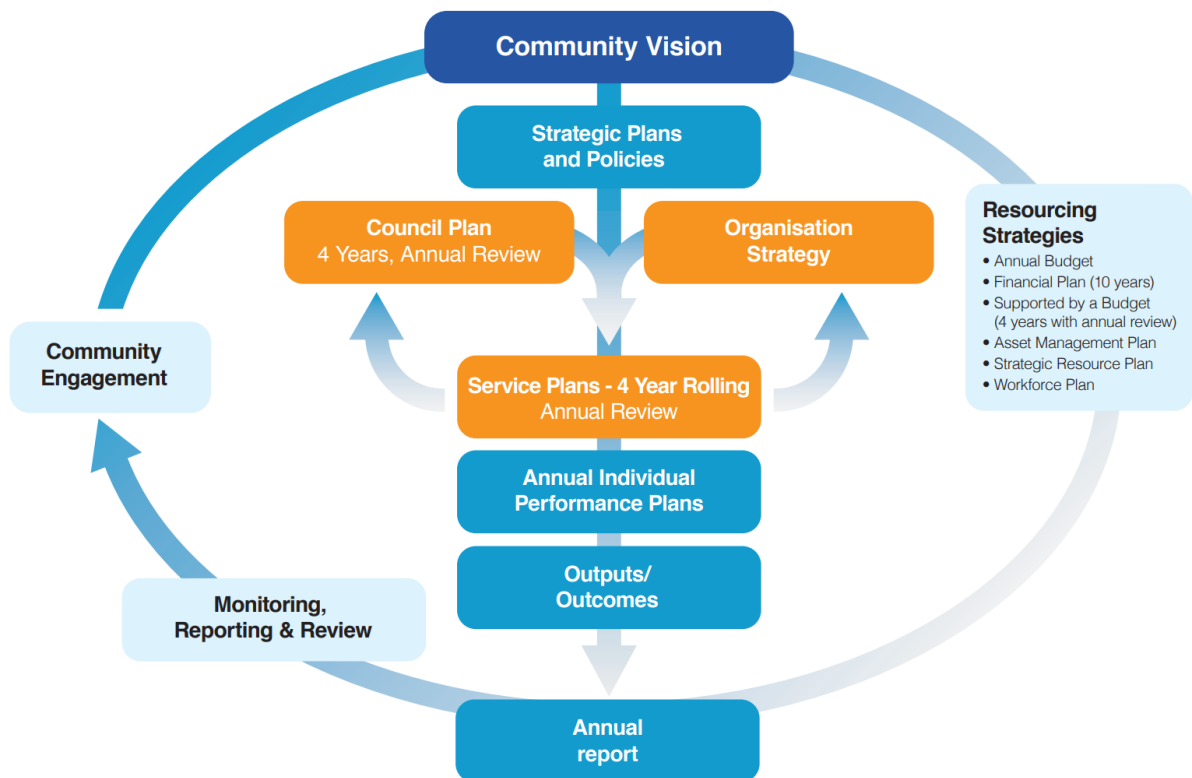 Community Vision
Strategic Plans
and Policies
Council Plan
4 Years, Annual Review
Organisation
Strategy
Resourcing
Strategies
• Annual Budget
• Financial Plan (10 years)
• Supported by a Budget
(4 years with annual review)
• Asset Management Plan
• Strategic Resource Plan
• Workforce Plan
Community
Engagement
Service Plans - 4 Year Rolling
Annual Review
Annual Individual
Performance Plans
Outputs/
Outcomes
Monitoring,
Reporting & Review
Annual
report